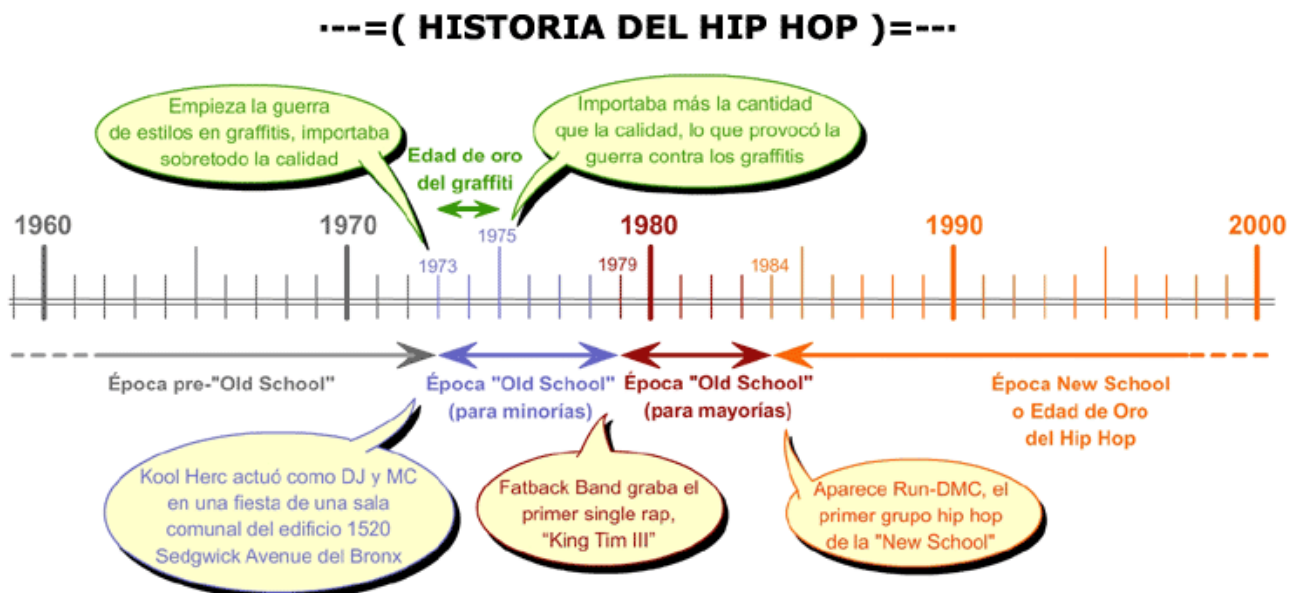 ·--=( HISTORIA DEL HIP HOP )=--·
Empieza la guerra
de estilos en graffitis, importaba
sobretodo la calidad
Edad de oro
del graffiti
Importaba más la cantidad
que la calidad, lo que provocó la
guerra contra los graffitis
1960
1970
1973
1975
1979
1980
1984
1990
2000
Época pre-"Old School"
Época "Old School"
(para minorías)
Época "Old School"
(para mayorías)
Época New School
o Edad de Oro
del Hip Hop
Kool Herc actuó como DJ y MC
en una fiesta de una sala
comunal del edificio 1520
Sedgwick Avenue del Bronx
Fatback Band graba el
primer single rap,
“King Tim III”
Aparece Run-DMC, el
primer grupo hip hop
de la "New School"